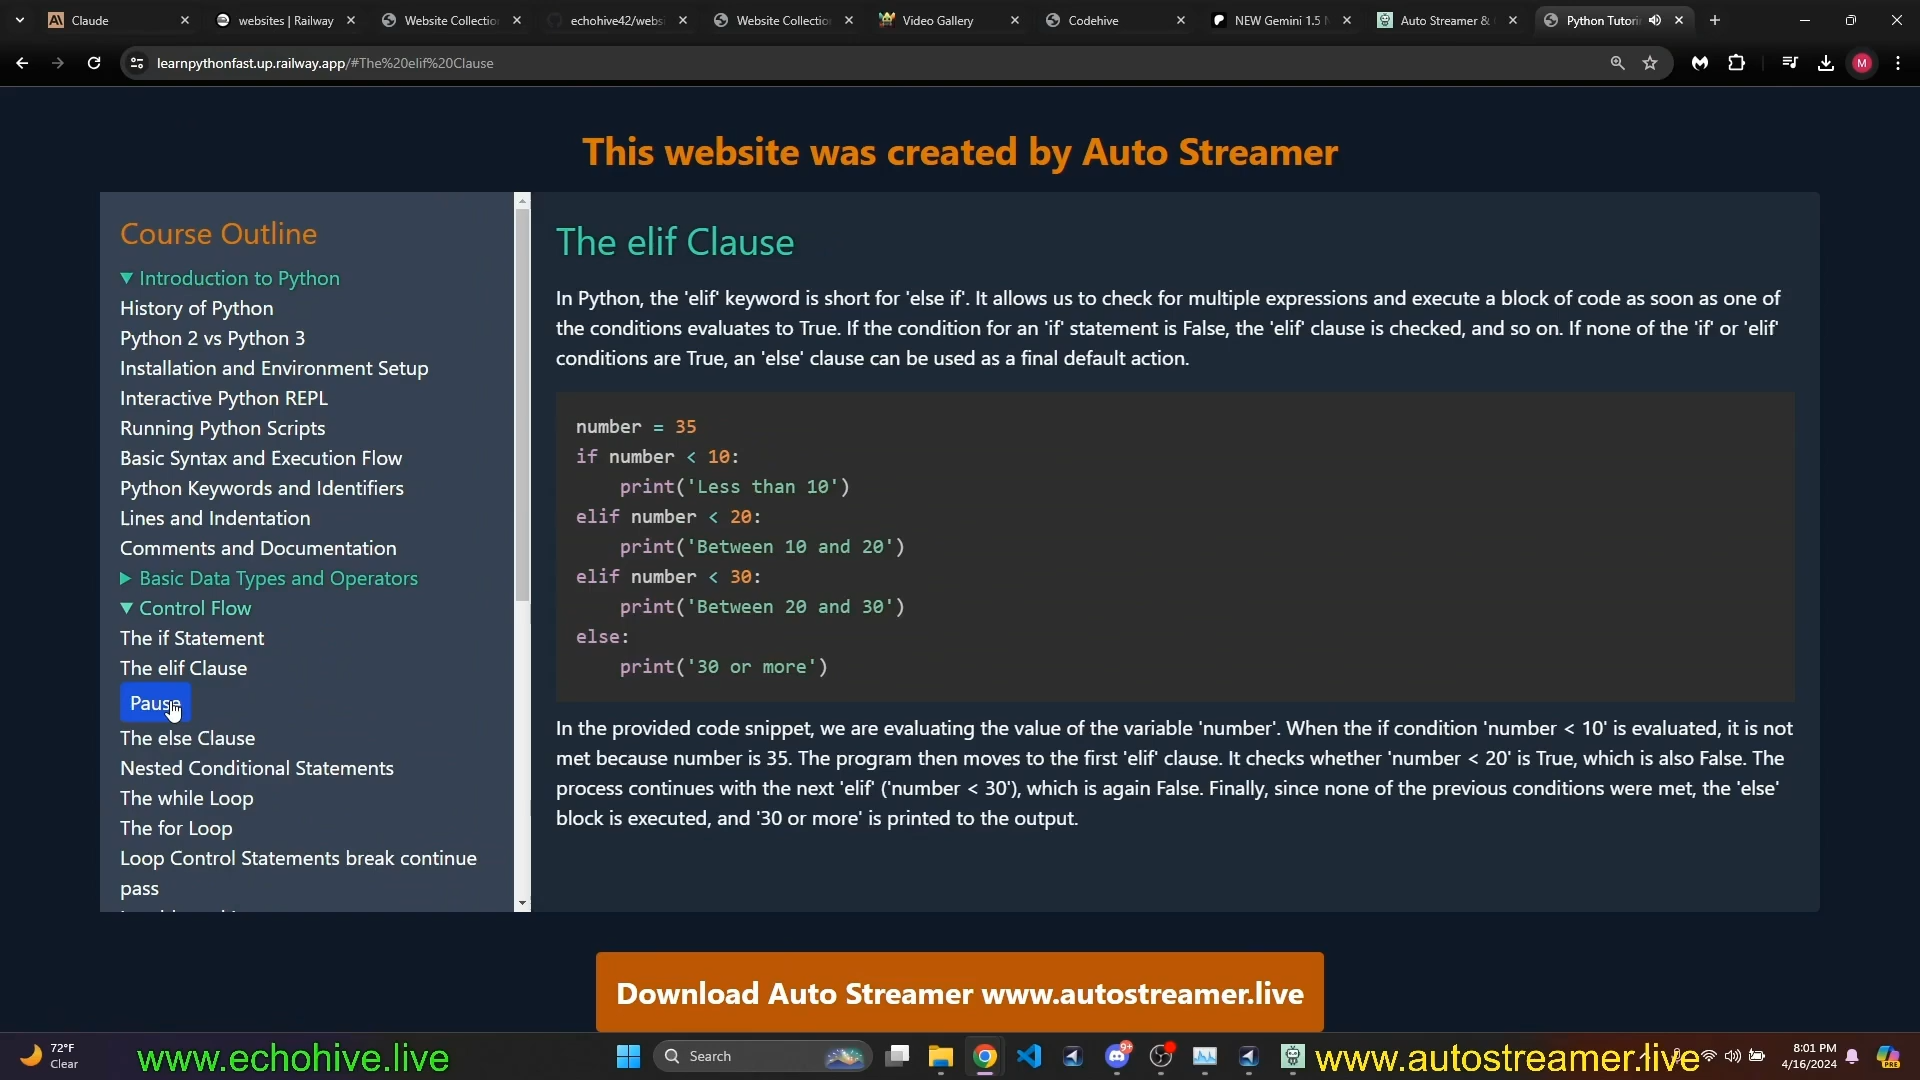 Claude
websites | Railway
Website Collectio
echohive42/webs
Website Collectio
Video Gallery
Codehive
NEW Gemini 1.5
Auto Streamer &
Python Tutori
learnpythonfast.up.railway.app/#The%20elif%20Clause
M
This website was created by Auto Streamer
Course Outline
Introduction to Python
History of Python
Python 2 vs Python 3
Installation and Environment Setup
Interactive Python REPL
Running Python Scripts
Basic Syntax and Execution Flow
Python Keywords and Identifiers
Lines and Indentation
Comments and Documentation
Basic Data Types and Operators
Control Flow
The if Statement
The elif Clause
Pause
The else Clause
Nested Conditional Statements
The while Loop
The for Loop
Loop Control Statements break continue
pass
The elif Clause
In Python, the 'elif' keyword is short for 'else if'. It allows us to check for multiple expressions and execute a block of code as soon as one of
the conditions evaluates to True. If the condition for an 'if' statement is False, the 'elif' clause is checked, and so on. If none of the 'if' or 'elif'
conditions are True, an 'else' clause can be used as a final default action.
number = 35
if number < 10:
    print('Less than 10')
elif number < 20:
    print('Between 10 and 20')
elif number < 30:
    print('Between 20 and 30')
else:
    print('30 or more')
In the provided code snippet, we are evaluating the value of the variable 'number'. When the if condition 'number < 10' is evaluated, it is not
met because number is 35. The program then moves to the first 'elif' clause. It checks whether 'number < 20' is True, which is also False. The
process continues with the next 'elif' ('number < 30'), which is again False. Finally, since none of the previous conditions were met, the 'else'
block is executed, and '30 or more' is printed to the output.
Download Auto Streamer www.autostreamer.live
72°F
Clear
www.echohive.live
Search
9+
www.autostreamer.live
8:01 PM
4/16/2024
PRE